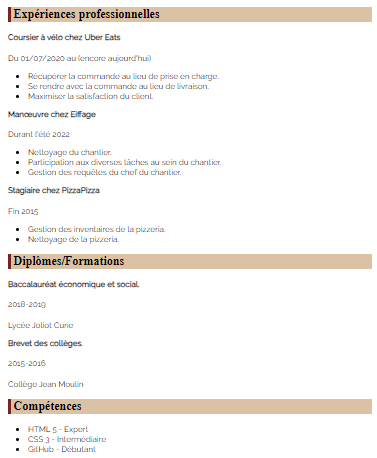 Expériences professionnelles
Coursier à vélo chez Uber Eats
Du 01/07/2020 au (encore aujourd'hui)
Récupérer la commande au lieu de prise en charge.
Se rendre avec la commande au lieu de livraison.
Maximiser la satisfaction du client.
Manœuvre chez Eiffage
Durant l'été 2022
Nettoyage du chantier.
Participation aux diverses tâches au sein du chantier.
Gestion des requêtes du chef du chantier.
Stagiaire chez PizzaPizza
Fin 2015
Gestion des inventaires de la pizzeria.
Nettoyage de la pizzeria.
Diplômes/Formations
Baccalauréat économique et social.
2018-2019
Lycée Joliot Curie
Brevet des collèges.
2015-2016
Collège Jean Moulin
Compétences
HTML 5 - Expert
CSS 3 - Intermédiaire
GitHub - Débutant